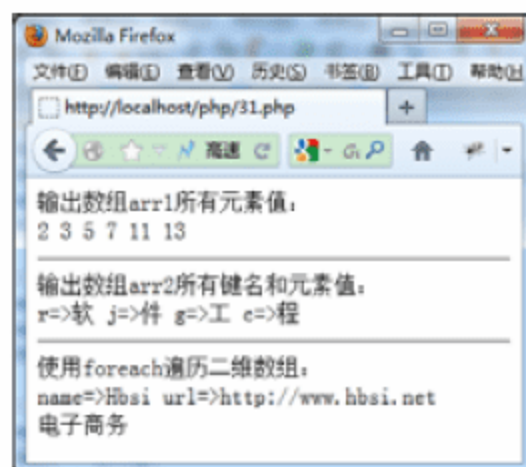 Mozilla Firefox
文件(F) 编辑(E) 查看(V) 历史(S) 书签(B) 工具(T) 帮助(H
http://localhost/php/31.php
高速
输出数组arr1所有元素值:
2 3 5 7 11 13
输出数组arr2所有键名和元素值:
r=>软 j=>件 g=>工 c=>程
使用foreach遍历二维数组:
name=>Hbsi url=>http://www.hbsi.net
电子商务